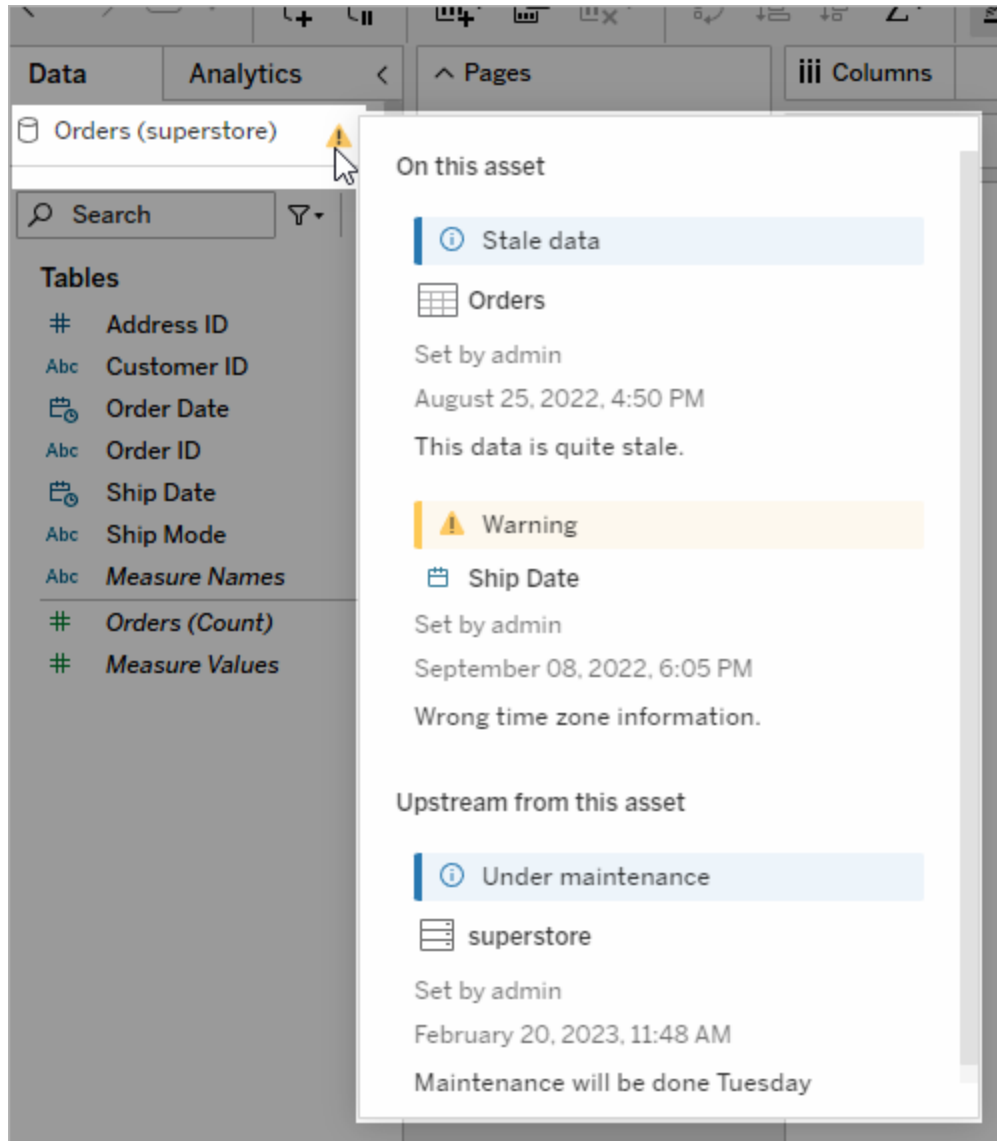 Data
Analytics
Pages
Columns
Orders (superstore)
Search
Tables
Address ID
Abc Customer ID
Order Date
Abc Order ID
Ship Date
Abc Ship Mode
Abc Measure Names
Orders (Count)
Measure Values
On this asset
Stale data
Orders
Set by admin
August 25, 2022, 4:50 PM
This data is quite stale.
Warning
Ship Date
Set by admin
September 08, 2022, 6:05 PM
Wrong time zone information.
Upstream from this asset
Under maintenance
superstore
Set by admin
February 20, 2023, 11:48 AM
Maintenance will be done Tuesday